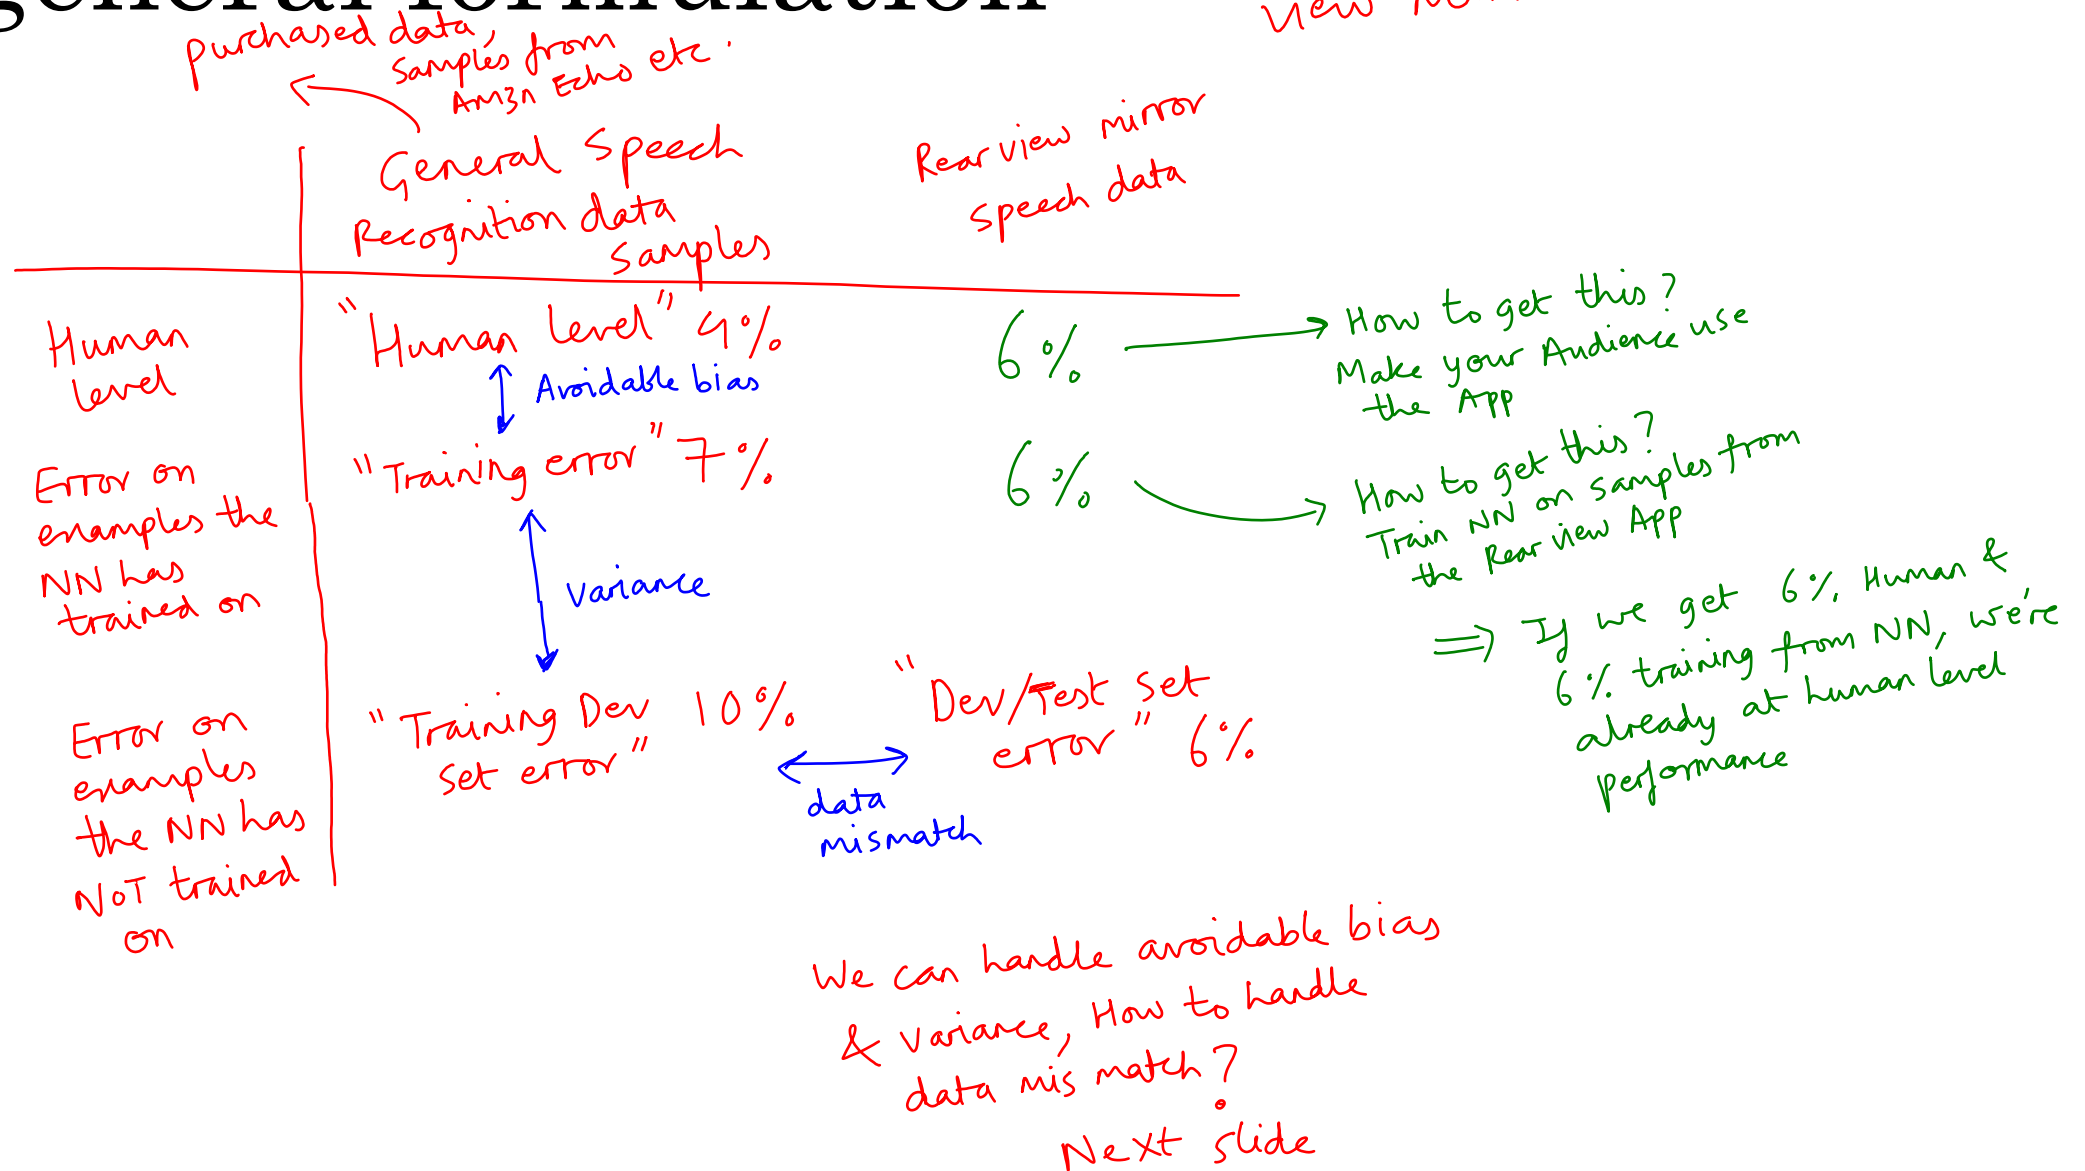 general formulation
view
purchased data,
samples from
AMZn Echo etc.
General Speech
Recognition data
samples
Rear view mirror
speech data
Human
level
"Human level" 4%
6%
How to get this?
Make your Audience use
the App
Avoidable bias
Error on
examples the
NN has
trained on
"Training error" 7%
6%
How to get this?
Train NN on samples from
the Rear view App
Variance
⇒ If we get 6% Human &
6% training from NN, we're
already at human level
performance
Error on
examples
the NN has
NOT trained
on
"Training Dev 10%
set error"
"Dev/Test set
error" 6%
data
mismatch
We can handle avoidable bias
& variance, How to handle
data mis match?
Next slide